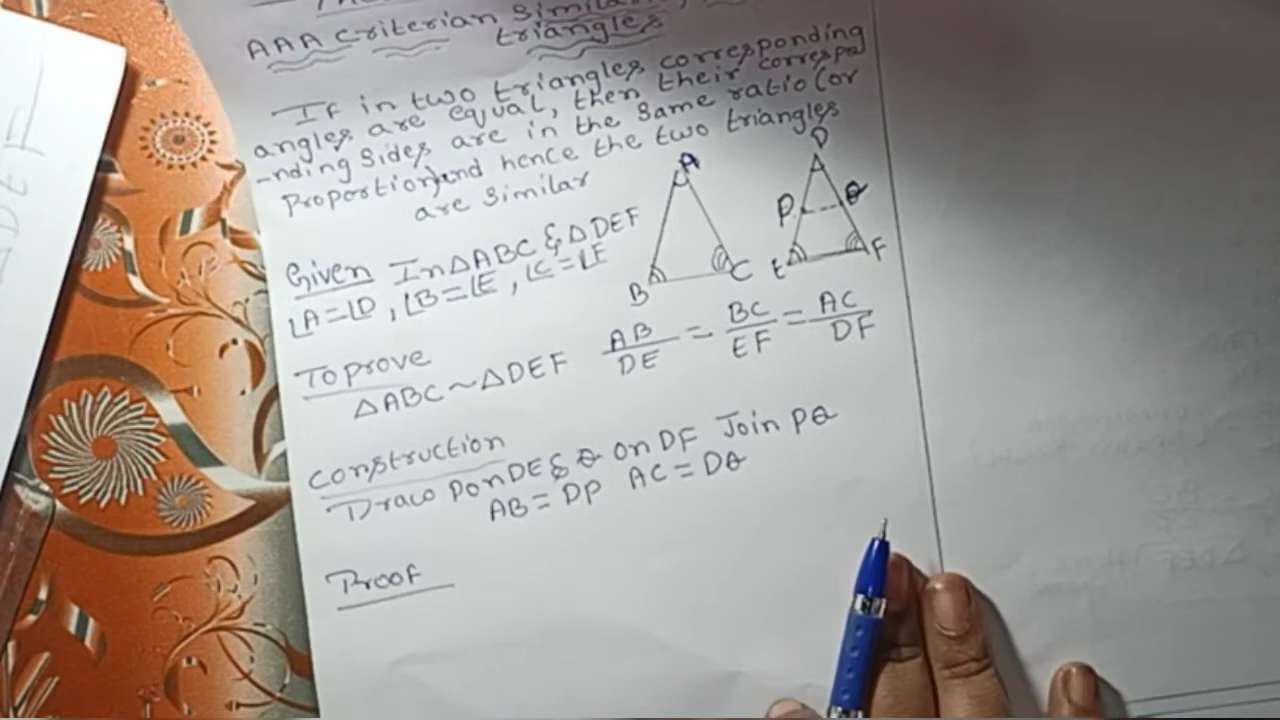 AAA Criterian Similarity
triangles
If in two triangles corresponding
angles are equal, then their correspo
-nding sides are in the same ratio (or
Proportion) and hence the two triangles
are similar
Given In △ABC & △DEF
∠A=∠D, ∠B=∠E, ∠C=∠F
A
B
C
D
P
Q
E
F
To prove
△ABC ~ △DEF AB/DE = BC/EF = AC/DF
Construction
Draw P on DE & Q on DF Join PQ
AB = DP AC = DQ
Proof